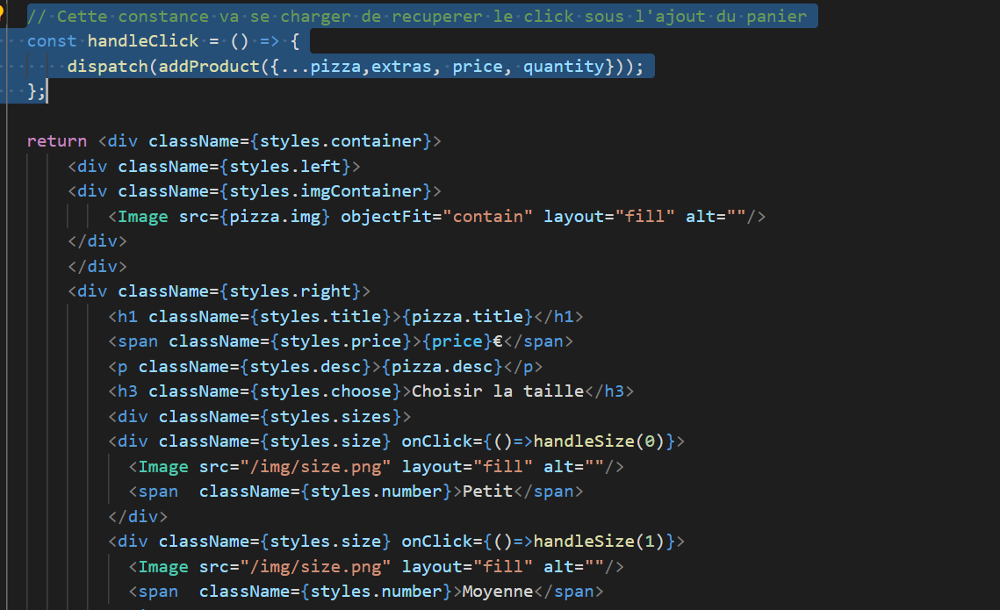 // Cette constance va se charger de recuperer le click sous l'ajout du panier
const handleClick = () => {
dispatch(addProduct({...pizza,extras, price, quantity}));
};
return <div className={styles.container}>
<div className={styles.left}>
<div className={styles.imgContainer}>
<Image src={pizza.img} objectFit="contain" layout="fill" alt=""/>
</div>
</div>
<div className={styles.right}>
<h1 className={styles.title}>{pizza.title}</h1>
<span className={styles.price}>{price}€</span>
<p className={styles.desc}>{pizza.desc}</p>
<h3 className={styles.choose}>Choisir la taille</h3>
<div className={styles.sizes}>
<div className={styles.size} onClick={()=>handleSize(0)}>
<Image src="/img/size.png" layout="fill" alt=""/>
<span  className={styles.number}>Petit</span>
</div>
<div className={styles.size} onClick={()=>handleSize(1)}>
<Image src="/img/size.png" layout="fill" alt=""/>
<span  className={styles.number}>Moyenne</span>